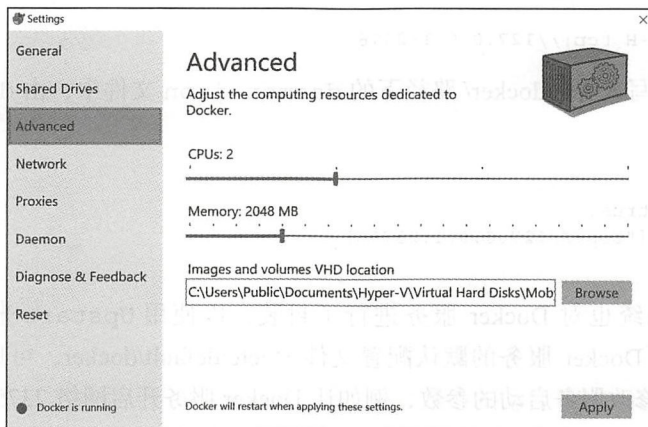 Settings
General
Shared Drives
Advanced
Network
Proxies
Daemon
Diagnose & Feedback
Reset
Docker is running
Advanced
Adjust the computing resources dedicated to
Docker.
CPUs: 2
Memory: 2048 MB
Images and volumes VHD location
C:\Users\Public\Documents\Hyper-V\Virtual Hard Disks\Mob
Browse
Docker will restart when applying these settings.
Apply